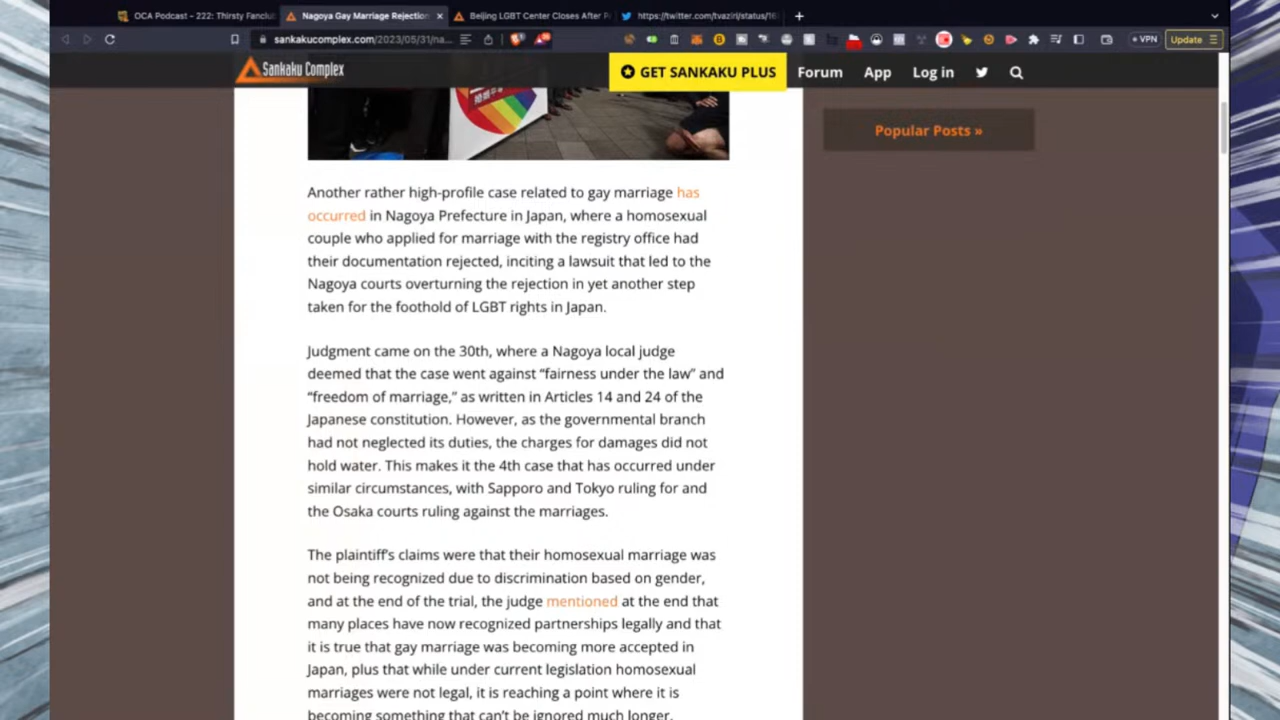 OCA Podcast – 222: Thirsty Fanclu
Nagoya Gay Marriage Rejection
Beijing LGBT Center Closes After P
https://twitter.com/tvaziri/status/16
sankakucomplex.com/2023/05/31/na...
VPN
Update
Sankaku Complex
GET SANKAKU PLUS
Forum
App
Log in
Popular Posts »
Another rather high-profile case related to gay marriage has
occurred in Nagoya Prefecture in Japan, where a homosexual
couple who applied for marriage with the registry office had
their documentation rejected, inciting a lawsuit that led to the
Nagoya courts overturning the rejection in yet another step
taken for the foothold of LGBT rights in Japan.
Judgment came on the 30th, where a Nagoya local judge
deemed that the case went against “fairness under the law” and
“freedom of marriage,” as written in Articles 14 and 24 of the
Japanese constitution. However, as the governmental branch
had not neglected its duties, the charges for damages did not
hold water. This makes it the 4th case that has occurred under
similar circumstances, with Sapporo and Tokyo ruling for and
the Osaka courts ruling against the marriages.
The plaintiff’s claims were that their homosexual marriage was
not being recognized due to discrimination based on gender,
and at the end of the trial, the judge mentioned at the end that
many places have now recognized partnerships legally and that
it is true that gay marriage was becoming more accepted in
Japan, plus that while under current legislation homosexual
marriages were not legal, it is reaching a point where it is
becoming something that can’t be ignored much longer.